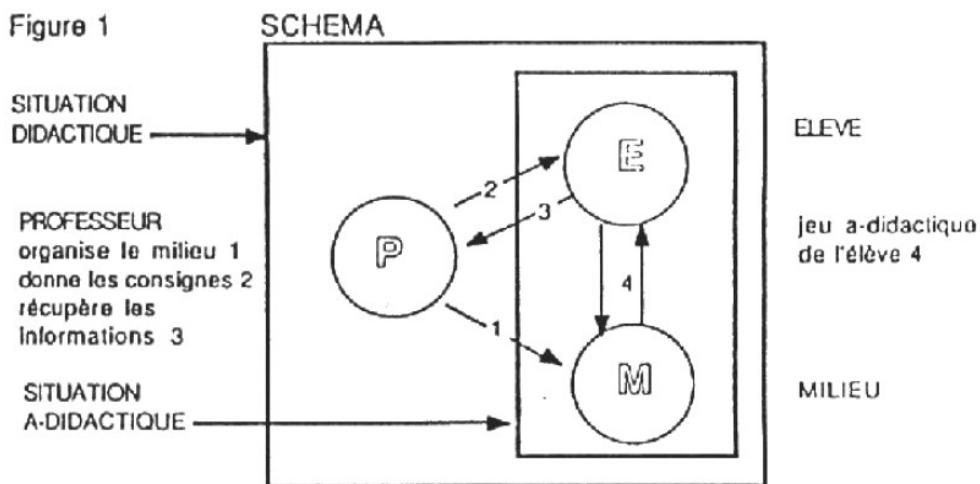 Figure 1
SCHEMA
SITUATION
DIDACTIQUE
PROFESSEUR
organise le milieu 1
donne les consignes 2
récupère les
informations 3
SITUATION
A-DIDACTIQUE
P
E
M
2
3
1
4
ELEVE
jeu a-didactique
de l'élève 4
MILIEU